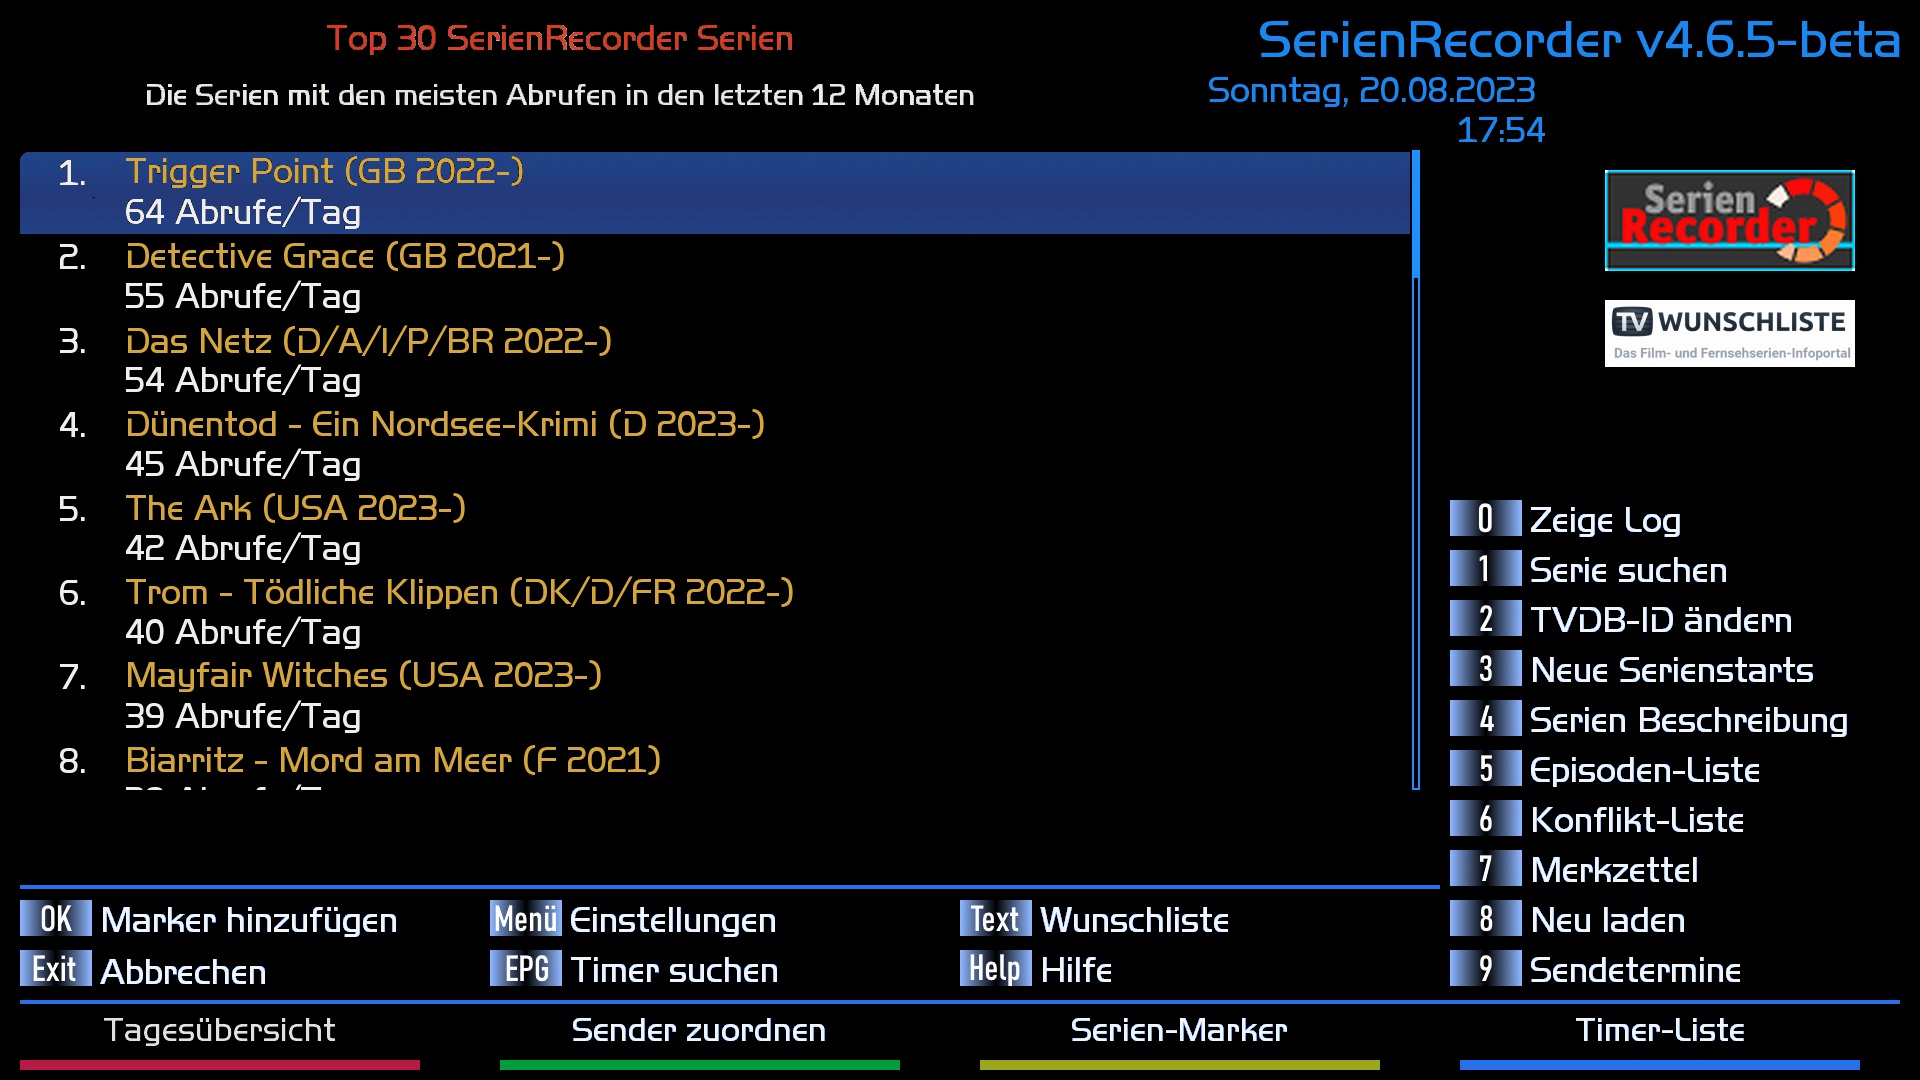 Top 30 SerienRecorder Serien
Die Serien mit den meisten Abrufen in den letzten 12 Monaten
SerienRecorder v4.6.5-beta
Sonntag, 20.08.2023
17:54
1. Trigger Point (GB 2022-)
64 Abrufe/Tag
2. Detective Grace (GB 2021-)
55 Abrufe/Tag
3. Das Netz (D/A/I/P/BR 2022-)
54 Abrufe/Tag
4. Dünentod - Ein Nordsee-Krimi (D 2023-)
45 Abrufe/Tag
5. The Ark (USA 2023-)
42 Abrufe/Tag
6. Trom - Tödliche Klippen (DK/D/FR 2022-)
40 Abrufe/Tag
7. Mayfair Witches (USA 2023-)
39 Abrufe/Tag
8. Biarritz - Mord am Meer (F 2021)
Serien
Recorder
TV WUNSCHLISTE
Das Film- und Fernsehserien-Infoportal
0 Zeige Log
1 Serie suchen
2 TVDB-ID ändern
3 Neue Serienstarts
4 Serien Beschreibung
5 Episoden-Liste
6 Konflikt-Liste
7 Merkzettel
8 Neu laden
9 Sendetermine
OK Marker hinzufügen
Menü Einstellungen
Text Wunschliste
Exit Abbrechen
EPG Timer suchen
Help Hilfe
Tagesübersicht
Sender zuordnen
Serien-Marker
Timer-Liste